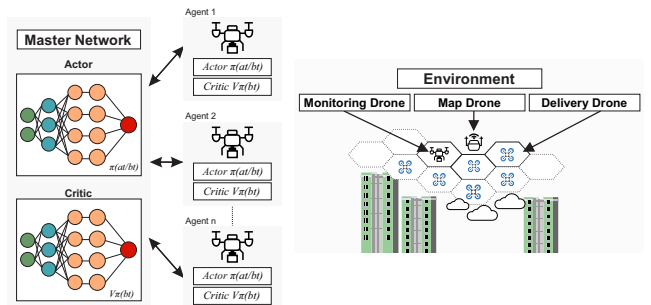 Master Network
Actor
π(at/bt)
Critic
Vπ(bt)
Agent 1
Actor π(at/bt)
Critic Vπ(bt)
Agent 2
Actor π(at/bt)
Critic Vπ(bt)
Agent n
Actor π(at/bt)
Critic Vπ(bt)
Environment
Monitoring Drone Map Drone Delivery Drone